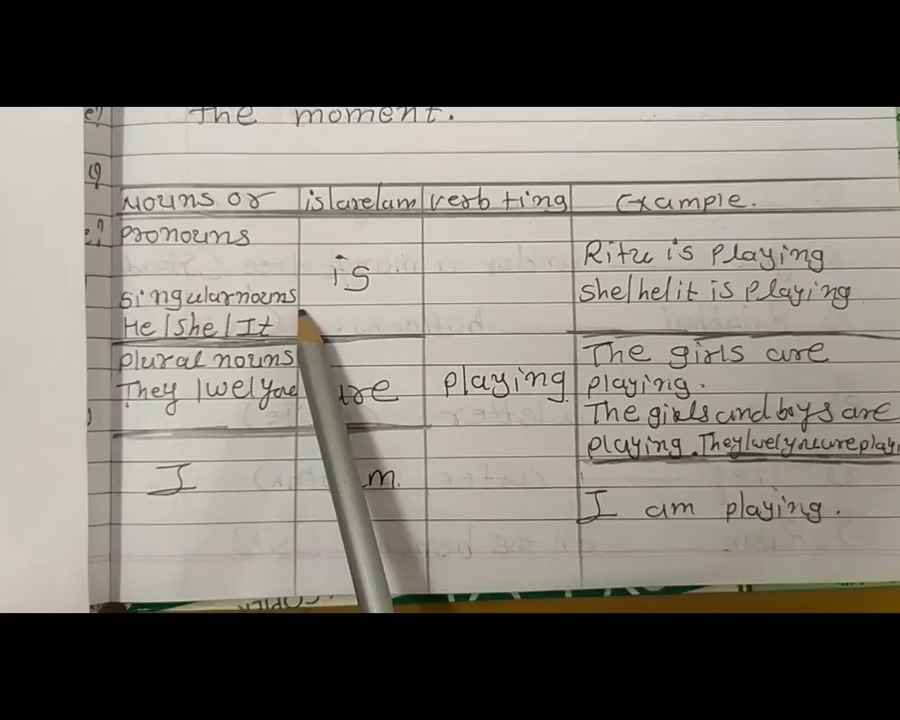 the moment.
Nouns or is/are/am verb +ing Example.
pronouns
Ritu is playing
is
singular nouns She/he/it is playing
He/she/It
plural nouns The girls are
They/we/you are playing playing.
The girls and boys are
playing. They/we/you are play
I am.
I am playing.